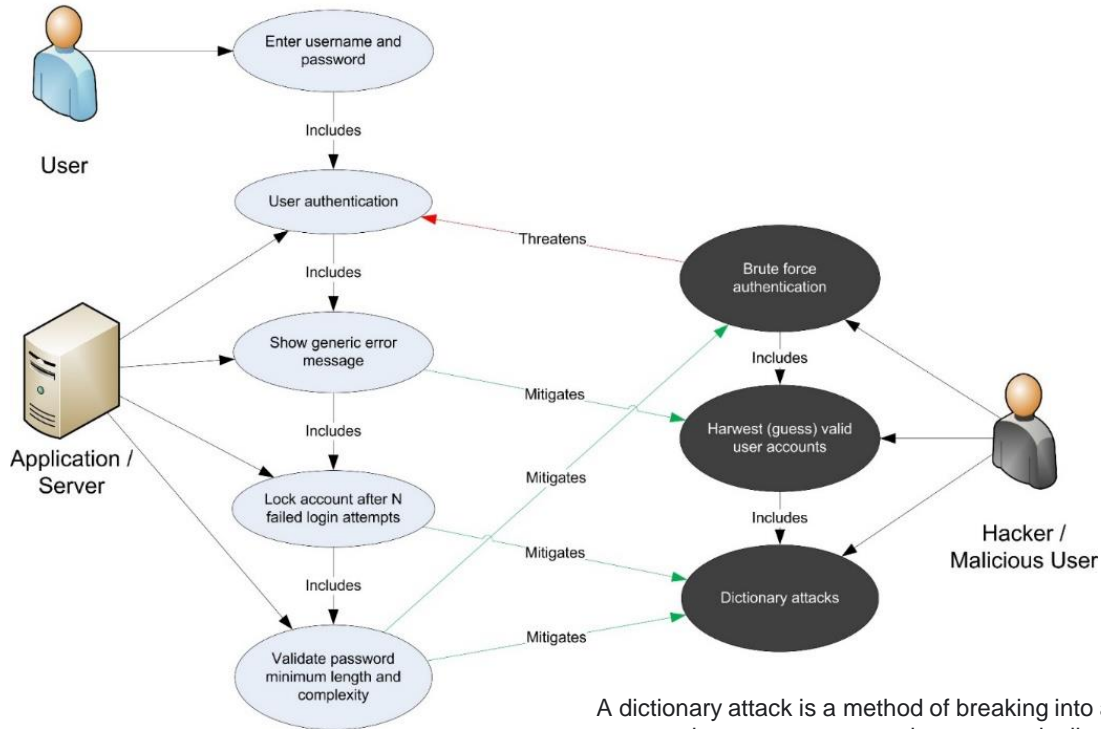 Enter username and
password
Includes
User
User authentication
Threatens
Brute force
authentication
Includes
Show generic error
message
Includes
Mitigates
Harwest (guess) valid
user accounts
Includes
Application /
Server
Mitigates
Lock account after N
failed login attempts
Includes
Mitigates
Dictionary attacks
Hacker /
Malicious User
Includes
Mitigates
Validate password
minimum length and
complexity
A dictionary attack is a method of breaking into a